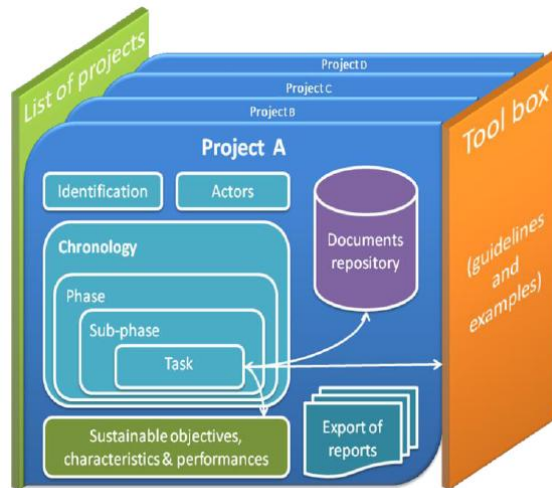 List of projects
Project D
Project C
Project B
Project A
Identification
Actors
Documents
repository
Chronology
Phase
Sub-phase
Task
Sustainable objectives,
characteristics & performances
Export of
reports
Tool box
(guidelines
and
examples)